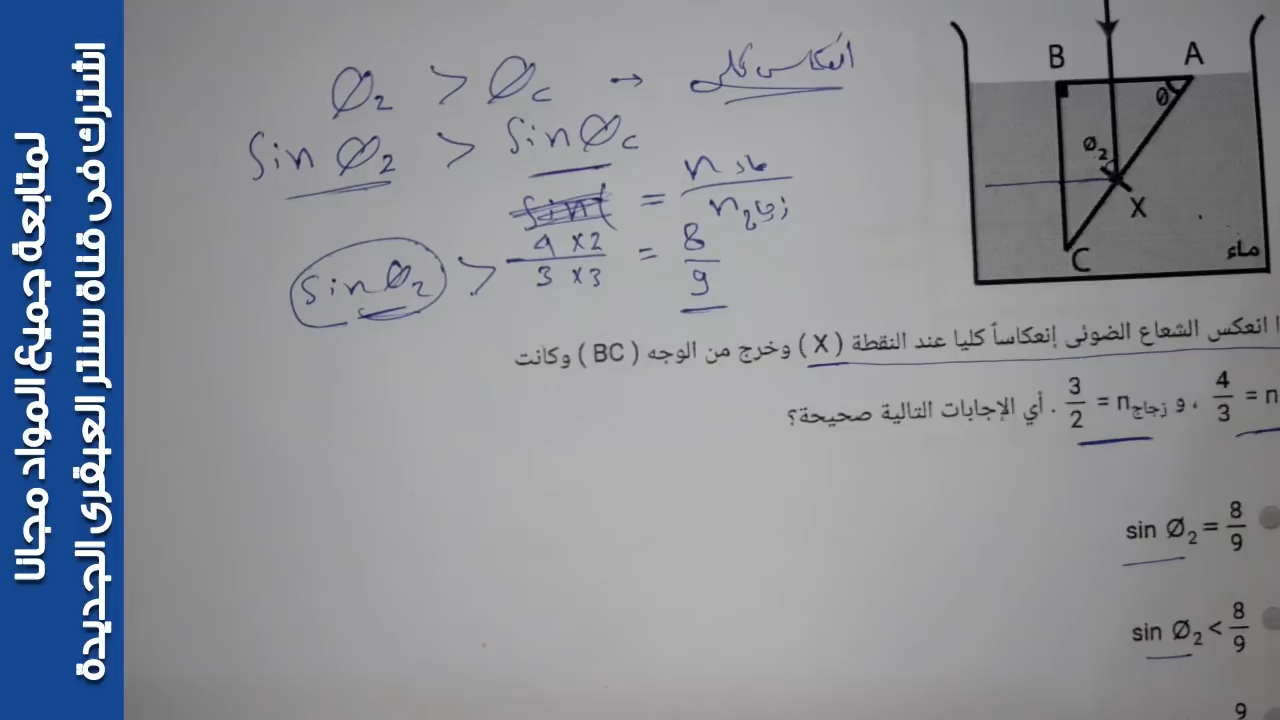 اشترك فى قناة سنتر العبقرى الجديدة
لمتابعة جميع المواد مجانا
Ø₂ > Øc → انعكاس كلى
Sin Ø₂ > Sin Øc
= n ماء / n زجاج
Sin Ø₂ > 4 ×2 / 3 ×3 = 8 / 9
B
A
Ø
Ø₂
X
C
ماء
ا انعكس الشعاع الضوئى إنعكاساً كليا عند النقطة ( X ) وخرج من الوجه ( BC ) وكانت
n = 4/3 ، و n زجاج = 3/2 . أي الإجابات التالية صحيحة؟
sin Ø₂ = 8/9
sin Ø₂ < 8/9
9